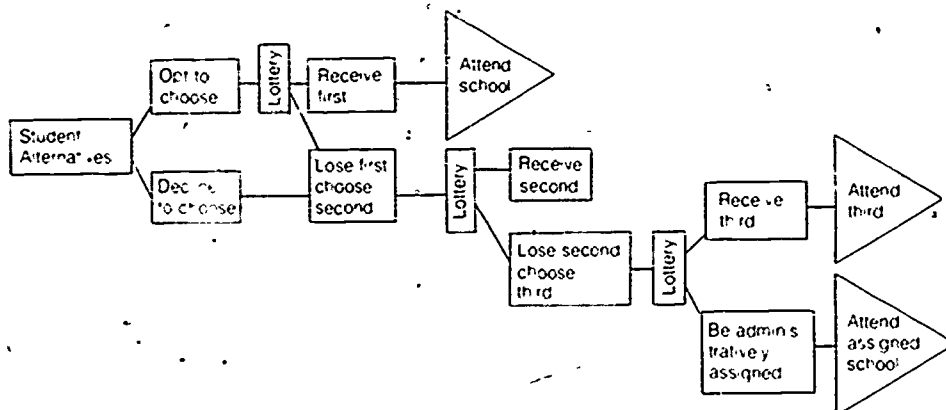 Student
Alternatives
Opt to
choose
Decline
to choose
Lottery
Receive
first
Lose first
choose
second
Attend
school
Lottery
Receive
second
Lose second
choose
third
Lottery
Receive
third
Be adminis
tratively
assigned
Attend
third
Attend
assigned
school